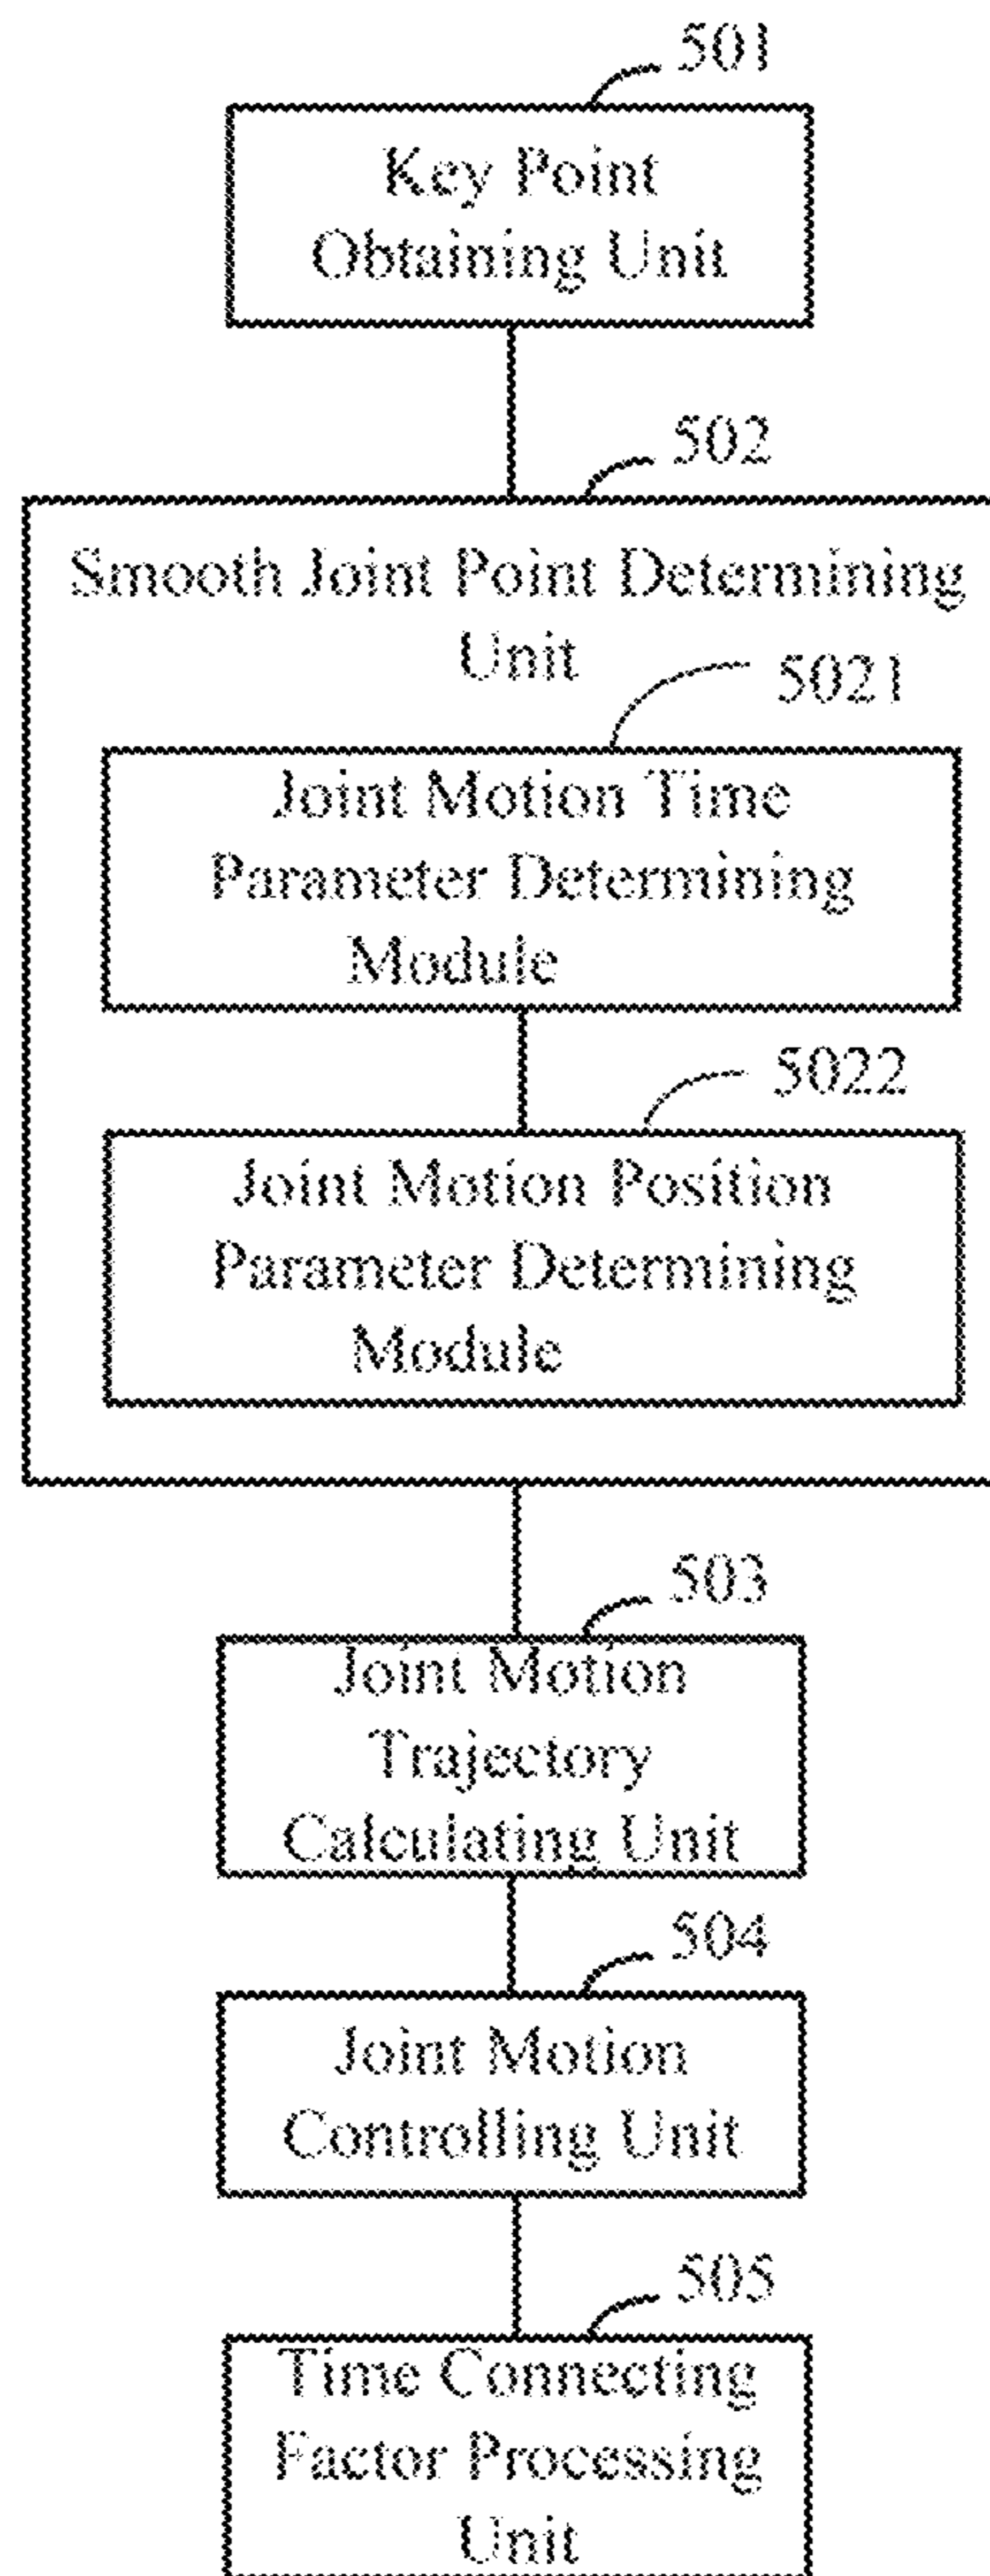 501
Key Point
Obtaining Unit
502
Smooth Joint Point Determining
Unit
5021
Joint Motion Time
Parameter Determining
Module
5022
Joint Motion Position
Parameter Determining
Module
503
Joint Motion
Trajectory
Calculating Unit
504
Joint Motion
Controlling Unit
505
Time Connecting
Factor Processing
Unit